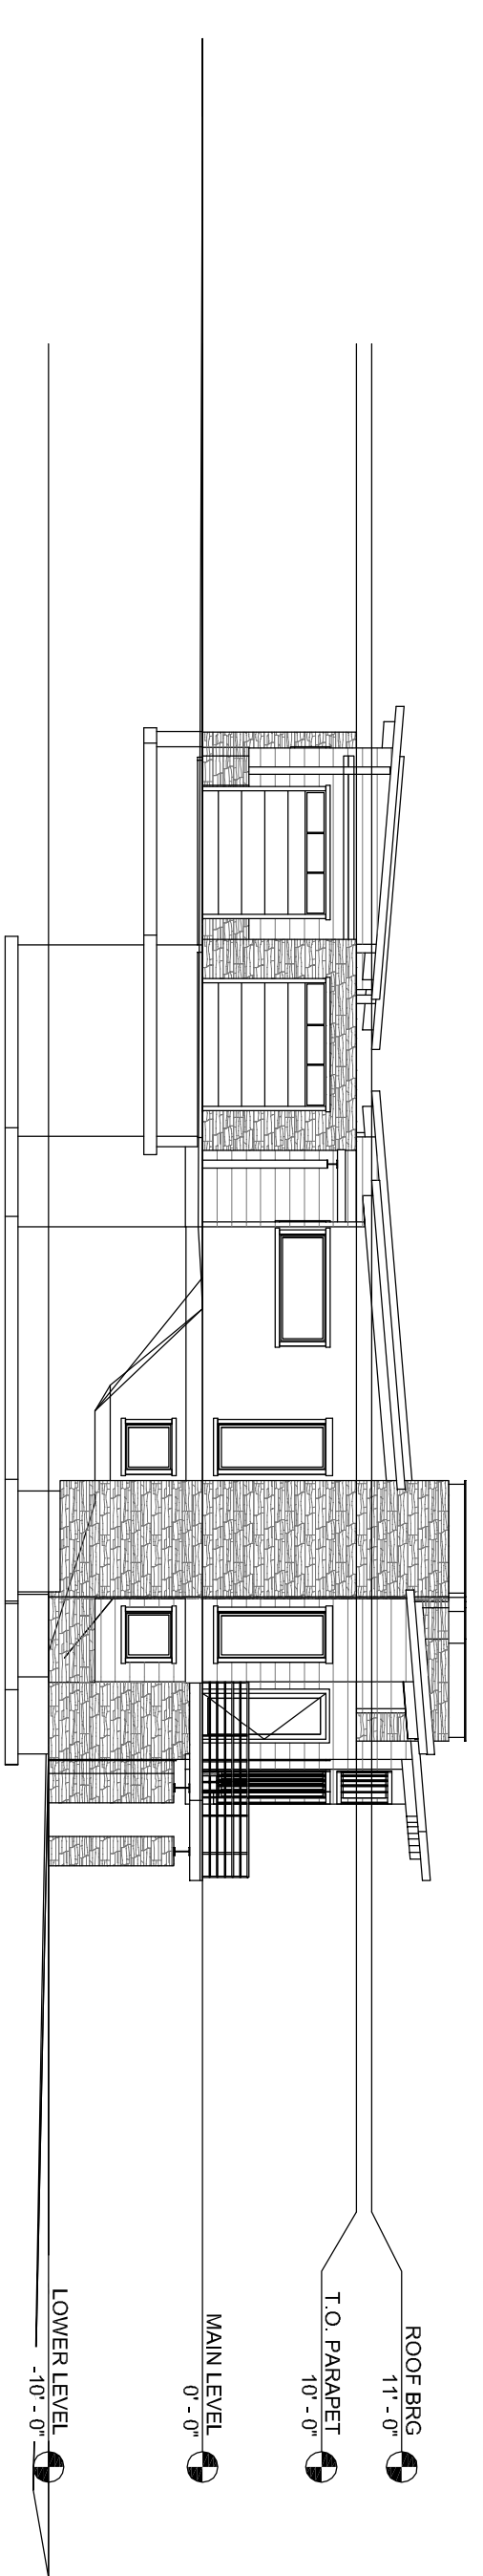 ROOF BRG
11' - 0"
T.O. PARAPET
10' - 0"
MAIN LEVEL
0' - 0"
LOWER LEVEL
-10' - 0"